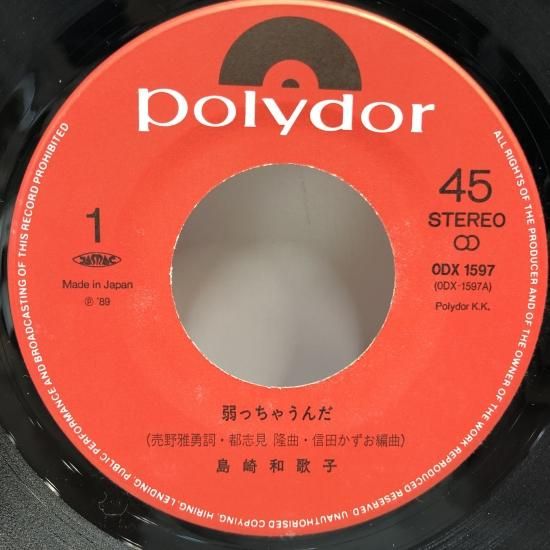 polydor
1
JASRAC
Made in Japan
℗ '89
45
STEREO
ODX 1597
(ODX-1597A)
Polydor K.K.
弱っちゃうんだ
(売野雅勇詞・都志見 隆曲・信田かずお編曲)
島崎和歌子
ALL RIGHTS OF THE PRODUCER AND OF THE OWNER OF THE WORK REPRODUCED RESERVED UNAUTHORISED COPYING, HIRING, LENDING, PUBLIC PERFORMANCE AND BROADCASTING OF THIS RECORD PROHIBITED